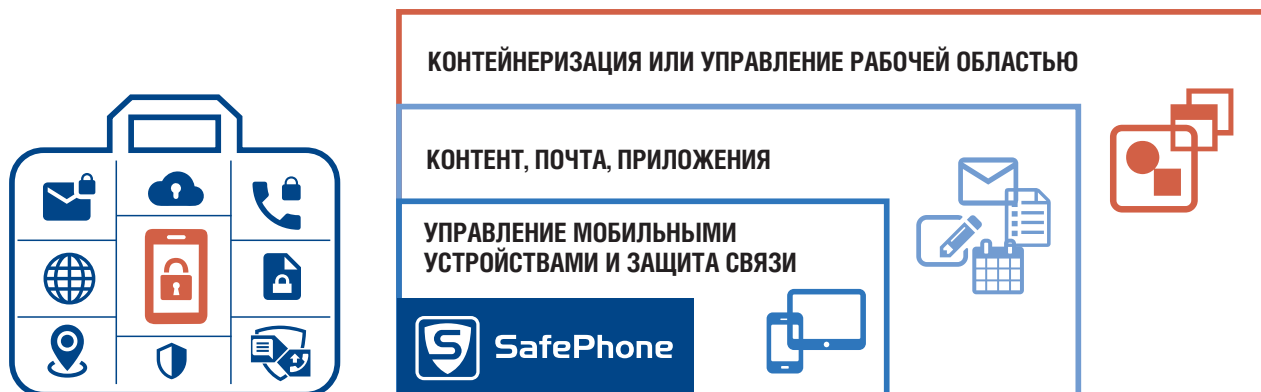 КОНТЕЙНЕРИЗАЦИЯ ИЛИ УПРАВЛЕНИЕ РАБОЧЕЙ ОБЛАСТЬЮ
КОНТЕНТ, ПОЧТА, ПРИЛОЖЕНИЯ
УПРАВЛЕНИЕ МОБИЛЬНЫМИ
УСТРОЙСТВАМИ И ЗАЩИТА СВЯЗИ
SafePhone